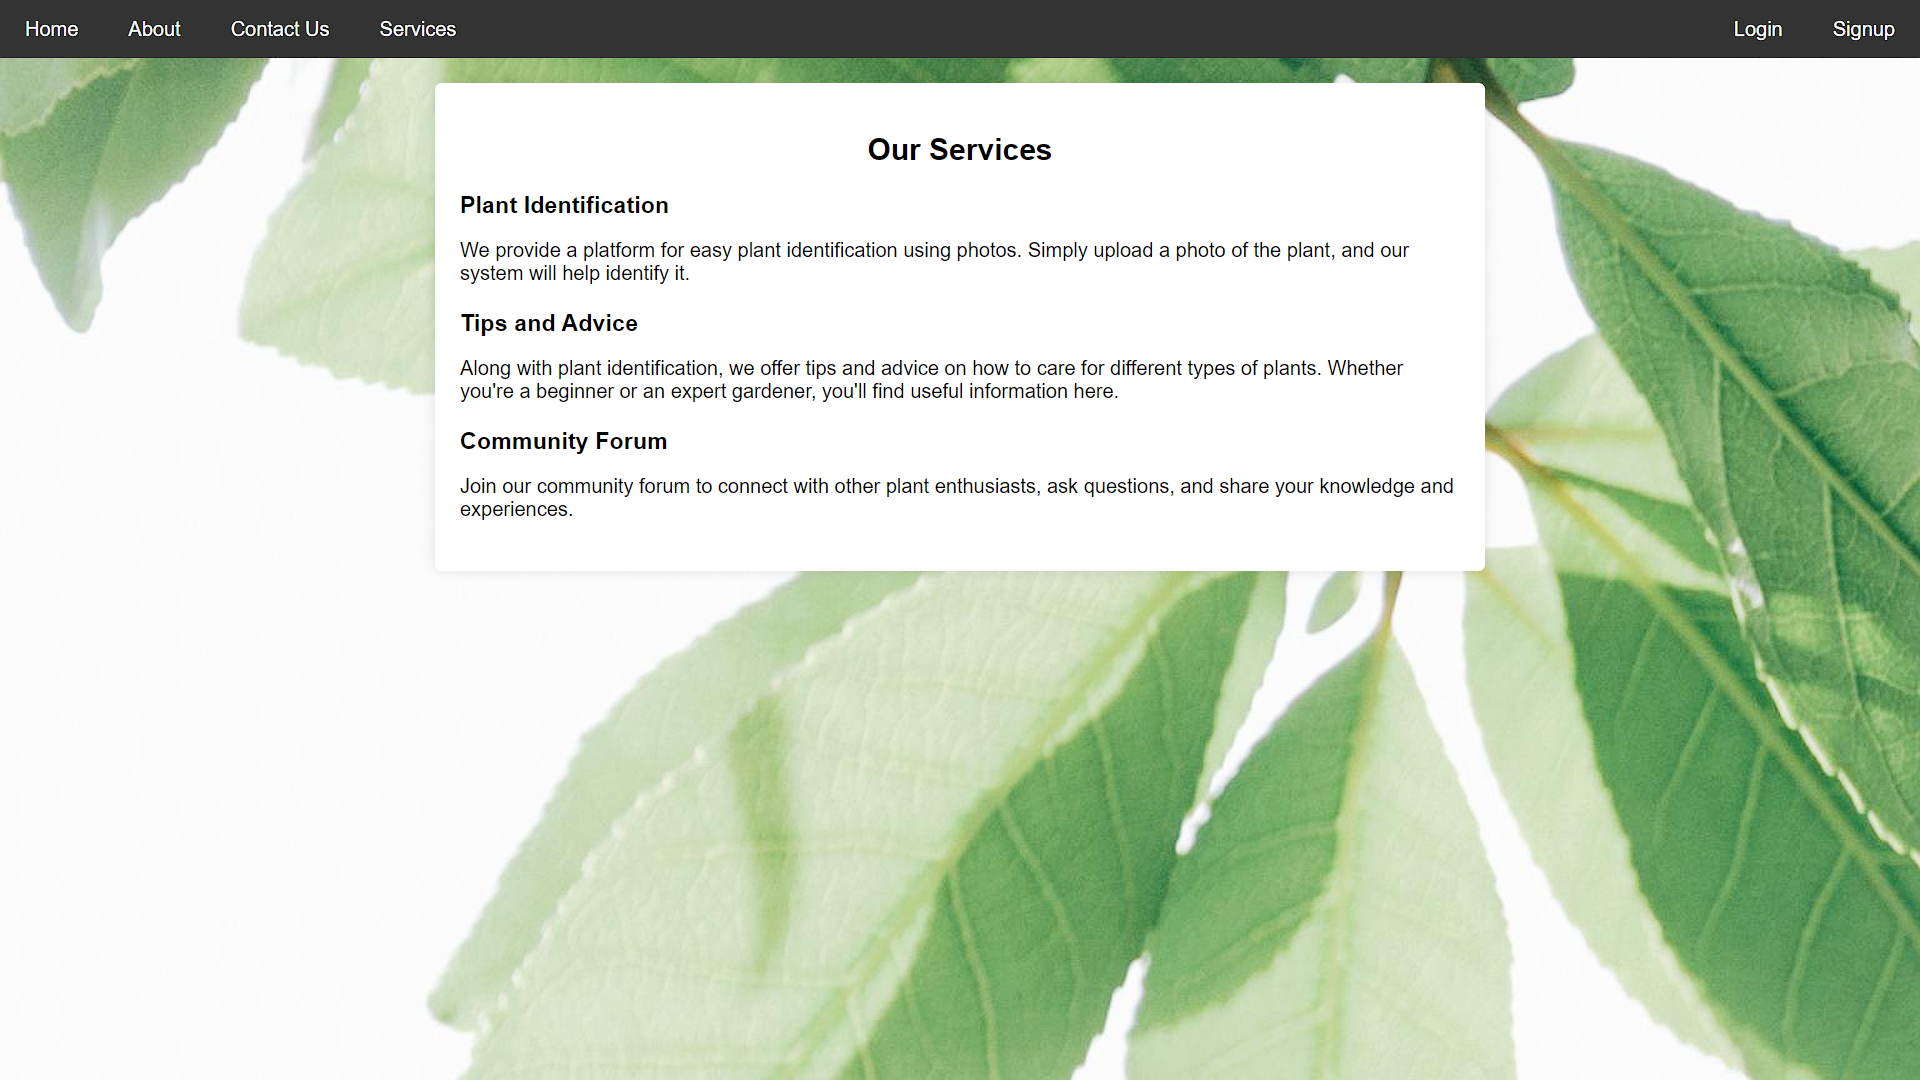 Home About Contact Us Services Login Signup
Our Services
Plant Identification
We provide a platform for easy plant identification using photos. Simply upload a photo of the plant, and our
system will help identify it.
Tips and Advice
Along with plant identification, we offer tips and advice on how to care for different types of plants. Whether
you're a beginner or an expert gardener, you'll find useful information here.
Community Forum
Join our community forum to connect with other plant enthusiasts, ask questions, and share your knowledge and
experiences.